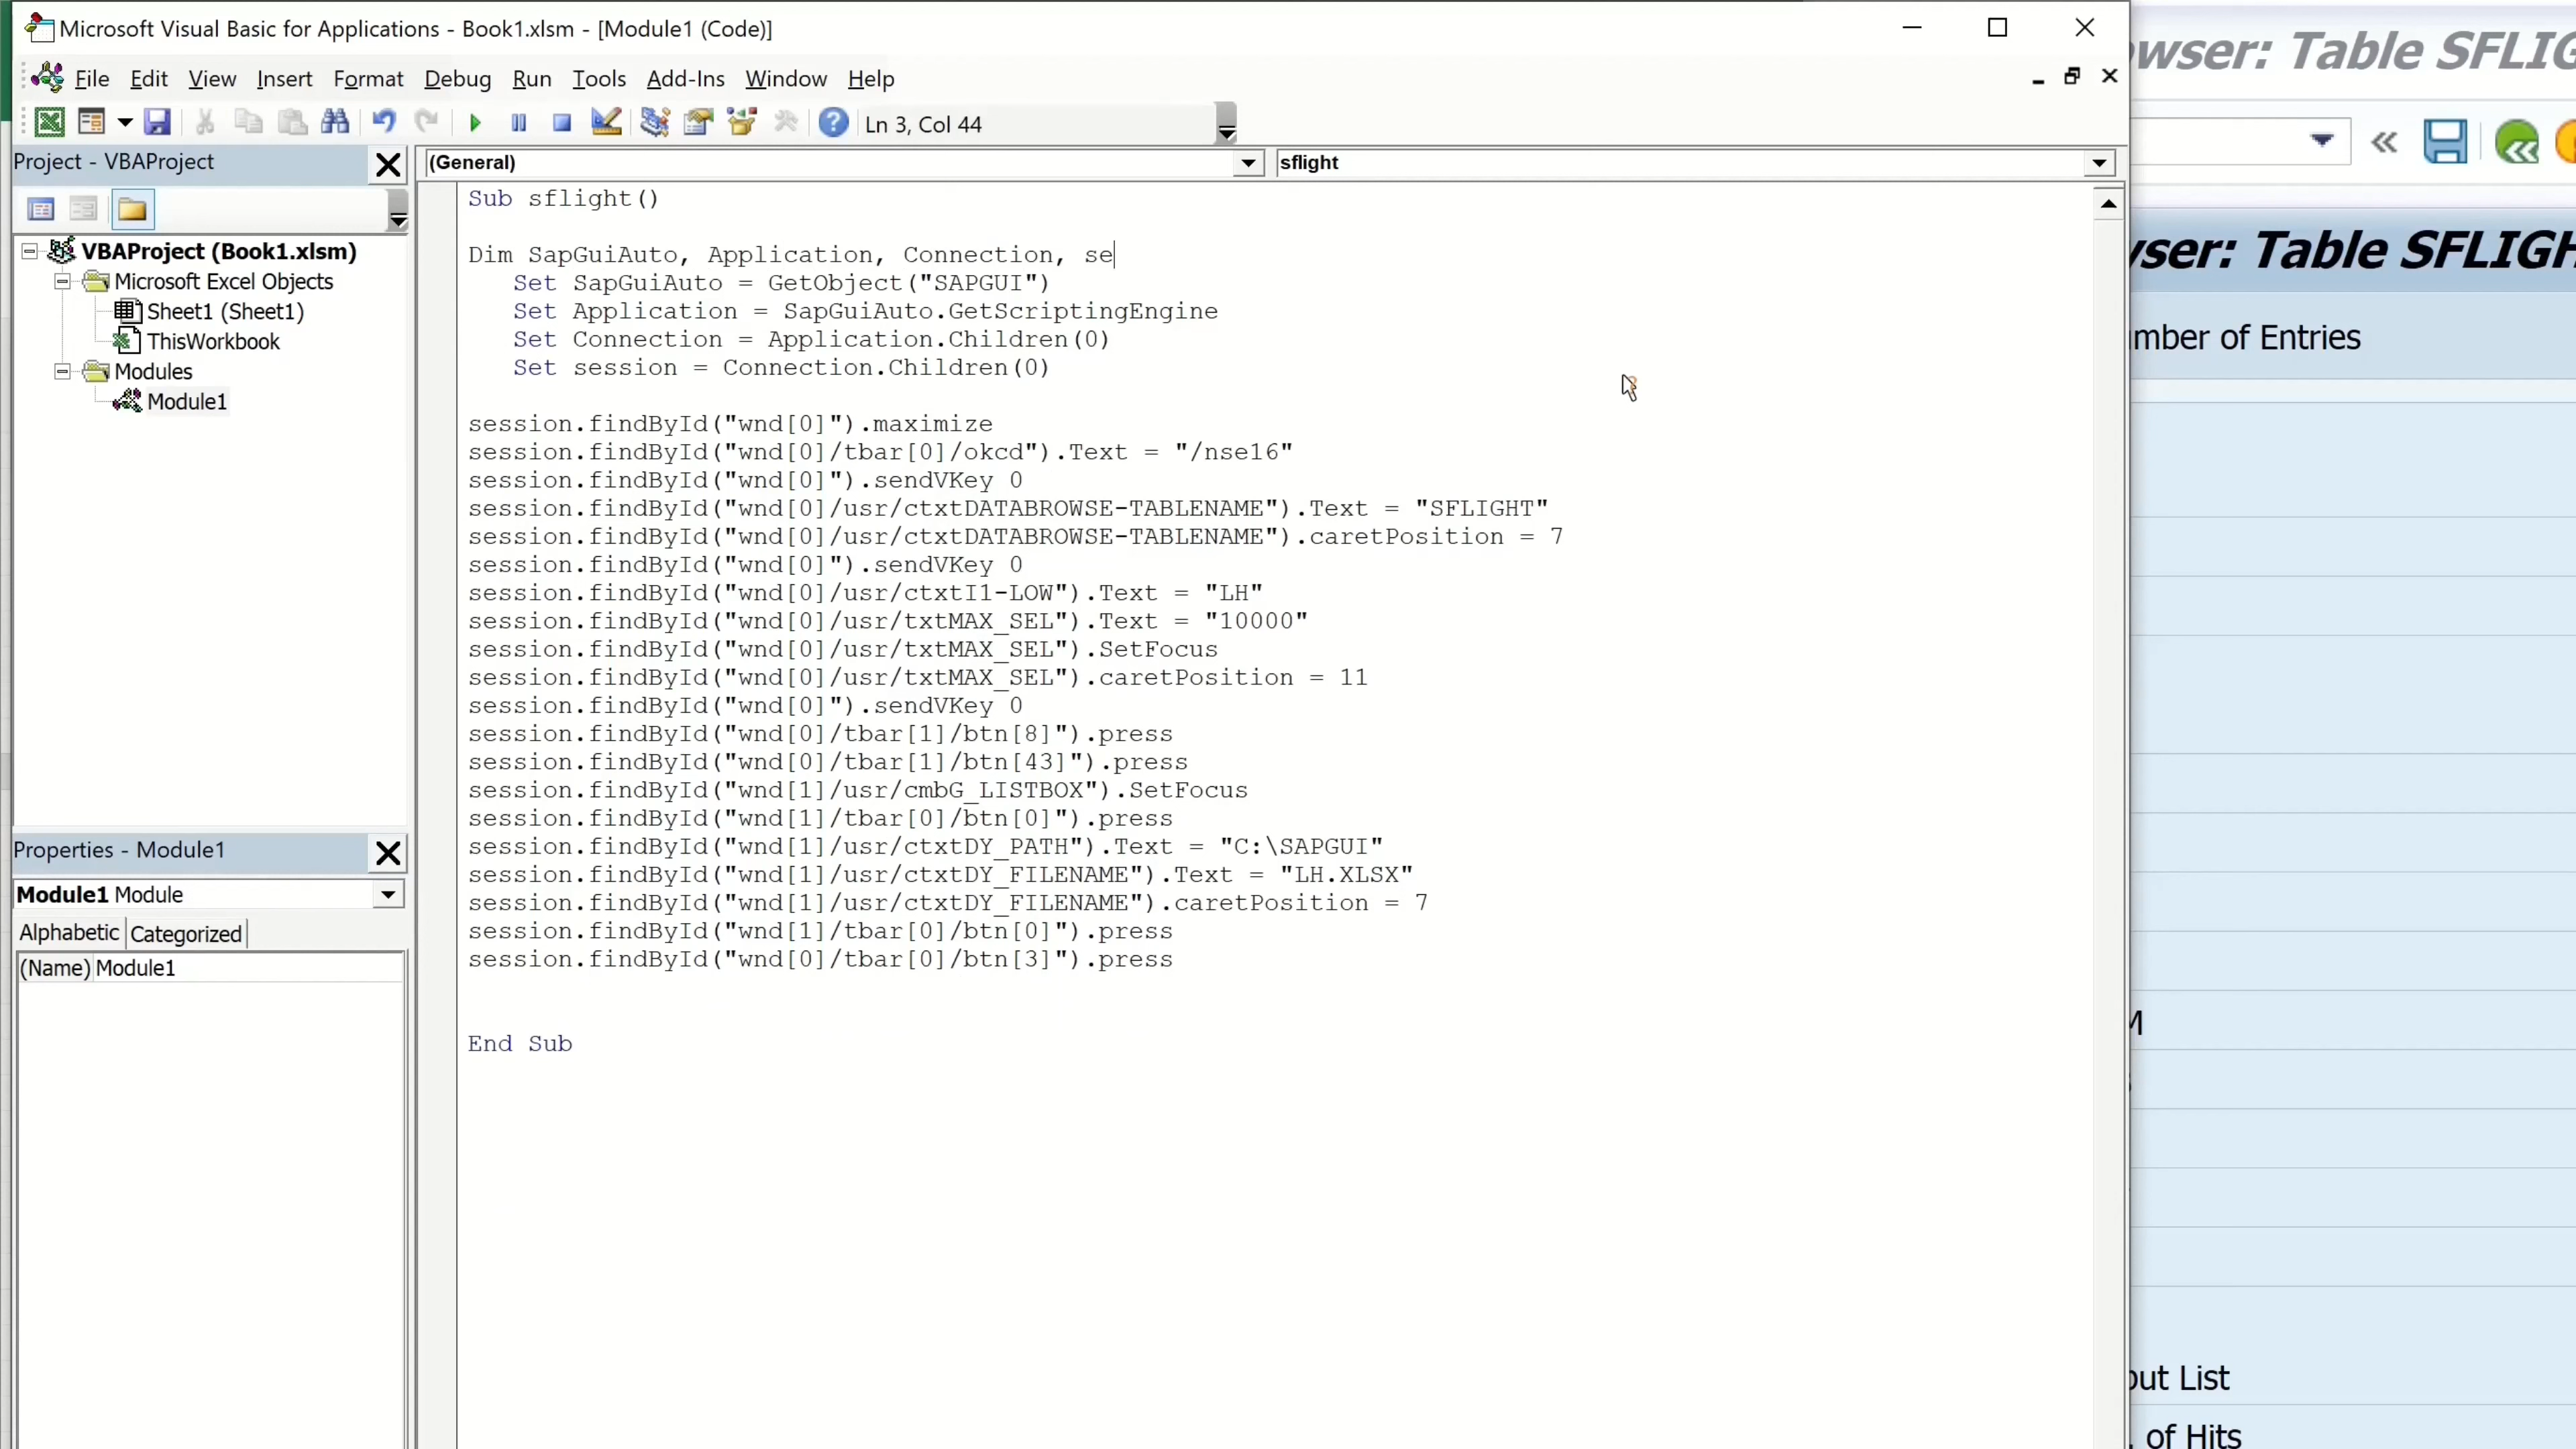 Microsoft Visual Basic for Applications - Book1.xlsm - [Module1 (Code)]
File Edit View Insert Format Debug Run Tools Add-Ins Window Help
Ln 3, Col 44
Project - VBAProject
VBAProject (Book1.xlsm)
Microsoft Excel Objects
Sheet1 (Sheet1)
ThisWorkbook
Modules
Module1
Properties - Module1
Module1 Module
Alphabetic Categorized
(Name) Module1
(General) sflight
Sub sflight()
Dim SapGuiAuto, Application, Connection, se
Set SapGuiAuto = GetObject("SAPGUI")
Set Application = SapGuiAuto.GetScriptingEngine
Set Connection = Application.Children(0)
Set session = Connection.Children(0)
session.findById("wnd[0]").maximize
session.findById("wnd[0]/tbar[0]/okcd").Text = "/nse16"
session.findById("wnd[0]").sendVKey 0
session.findById("wnd[0]/usr/ctxtDATABROWSE-TABLENAME").Text = "SFLIGHT"
session.findById("wnd[0]/usr/ctxtDATABROWSE-TABLENAME").caretPosition = 7
session.findById("wnd[0]").sendVKey 0
session.findById("wnd[0]/usr/ctxtI1-LOW").Text = "LH"
session.findById("wnd[0]/usr/txtMAX_SEL").Text = "10000"
session.findById("wnd[0]/usr/txtMAX_SEL").SetFocus
session.findById("wnd[0]/usr/txtMAX_SEL").caretPosition = 11
session.findById("wnd[0]").sendVKey 0
session.findById("wnd[0]/tbar[1]/btn[8]").press
session.findById("wnd[0]/tbar[1]/btn[43]").press
session.findById("wnd[1]/usr/cmbG_LISTBOX").SetFocus
session.findById("wnd[1]/tbar[0]/btn[0]").press
session.findById("wnd[1]/usr/ctxtDY_PATH").Text = "C:\SAPGUI"
session.findById("wnd[1]/usr/ctxtDY_FILENAME").Text = "LH.XLSX"
session.findById("wnd[1]/usr/ctxtDY_FILENAME").caretPosition = 7
session.findById("wnd[1]/tbar[0]/btn[0]").press
session.findById("wnd[0]/tbar[0]/btn[3]").press
End Sub
wser: Table SFLIG
ser: Table SFLIGH
mber of Entries
M
out List
of Hits